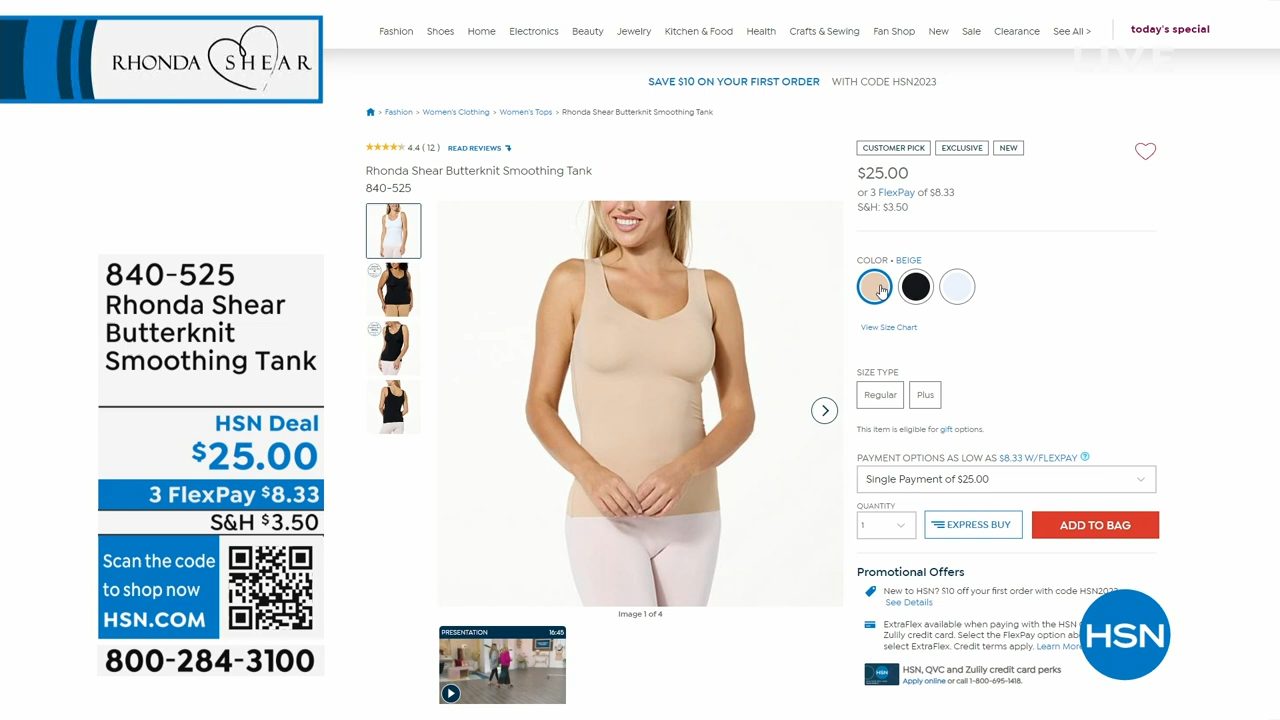 RHONDA SHEAR
Fashion Shoes Home Electronics Beauty Jewelry Kitchen & Food Health Crafts & Sewing Fan Shop New Sale Clearance See All > today's special
LIVE
SAVE $10 ON YOUR FIRST ORDER WITH CODE HSN2023
> Fashion > Women's Clothing > Women's Tops > Rhonda Shear Butterknit Smoothing Tank
4.4 ( 12 ) READ REVIEWS
Rhonda Shear Butterknit Smoothing Tank
840-525
CUSTOMER PICK EXCLUSIVE NEW
$25.00
or 3 FlexPay of $8.33
S&H: $3.50
COLOR • BEIGE
View Size Chart
SIZE TYPE
Regular Plus
This item is eligible for gift options.
PAYMENT OPTIONS AS LOW AS $8.33 W/FLEXPAY ?
Single Payment of $25.00
QUANTITY
1 EXPRESS BUY ADD TO BAG
Promotional Offers
New to HSN? $10 off your first order with code HSN2023
See Details
ExtraFlex available when paying with the HSN
Zulily credit card. Select the FlexPay option
select ExtraFlex. Credit terms apply. Learn More
HSN, QVC and Zulily credit card perks
Apply online or call 1-800-695-1418.
HSN
Image 1 of 4
PRESENTATION 16:45
840-525
Rhonda Shear
Butterknit
Smoothing Tank
HSN Deal
$25.00
3 FlexPay $8.33
S&H $3.50
Scan the code
to shop now
HSN.COM
800-284-3100